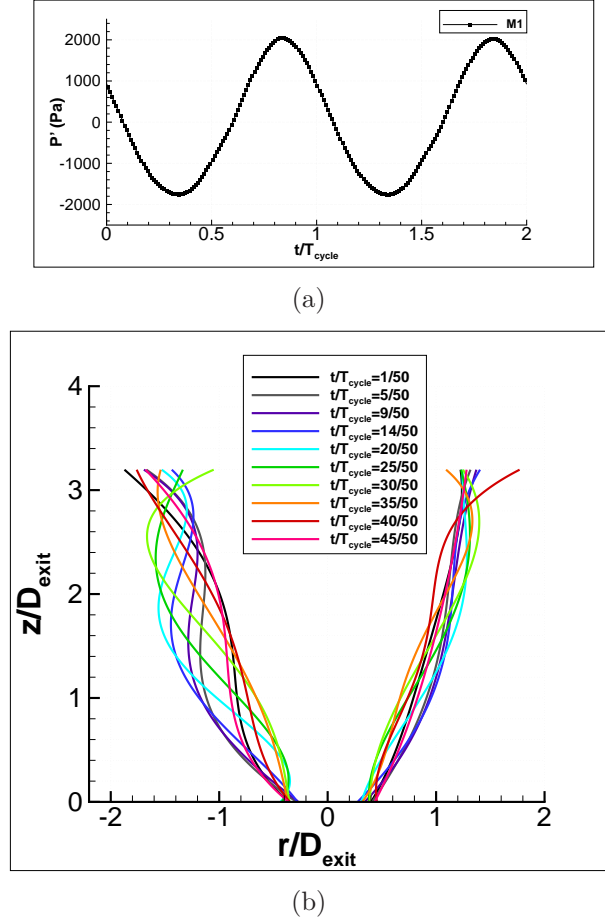 M1
2000
1000
0
-1000
-2000
P' (Pa)
0
0.5
1
1.5
2
t/Tcycle
(a)
t/Tcycle=1/50
t/Tcycle=5/50
t/Tcycle=9/50
t/Tcycle=14/50
t/Tcycle=20/50
t/Tcycle=25/50
t/Tcycle=30/50
t/Tcycle=35/50
t/Tcycle=40/50
t/Tcycle=45/50
4
3
2
1
0
z/Dexit
-2
-1
0
1
2
r/Dexit
(b)